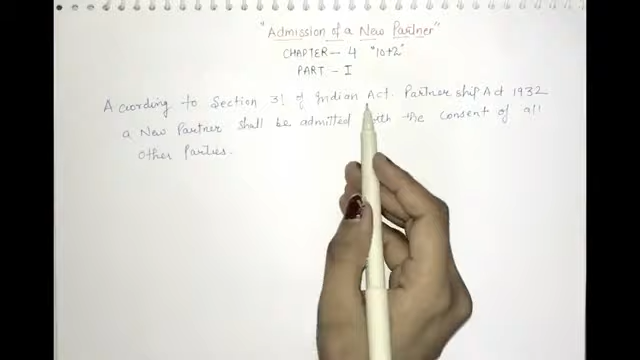 "Admission of a New Partner"
CHAPTER - 4 "10+2"
PART - I
Acording to Section 31 of Indian Act. Partnership Act 1932
a New Partner shall be admitted with the Consent of all
other Parties.